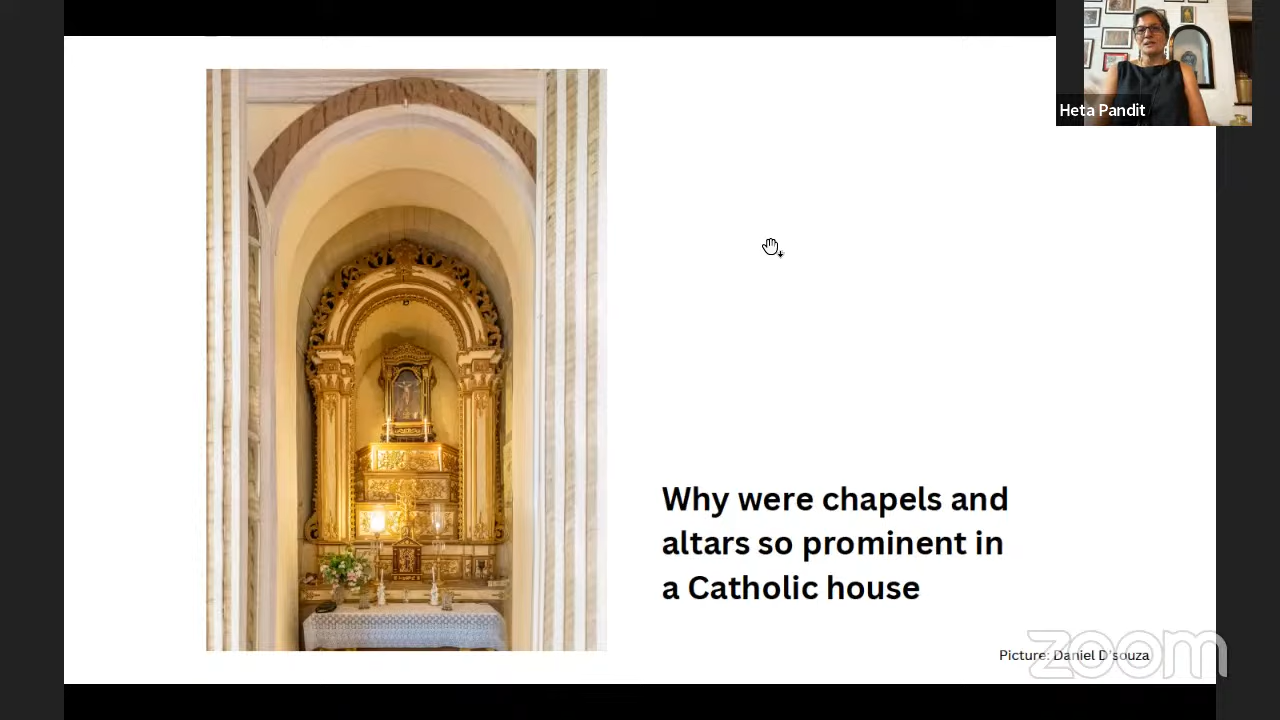 Heta Pandit
Why were chapels and
altars so prominent in
a Catholic house
Picture: Daniel D'souza
zoom